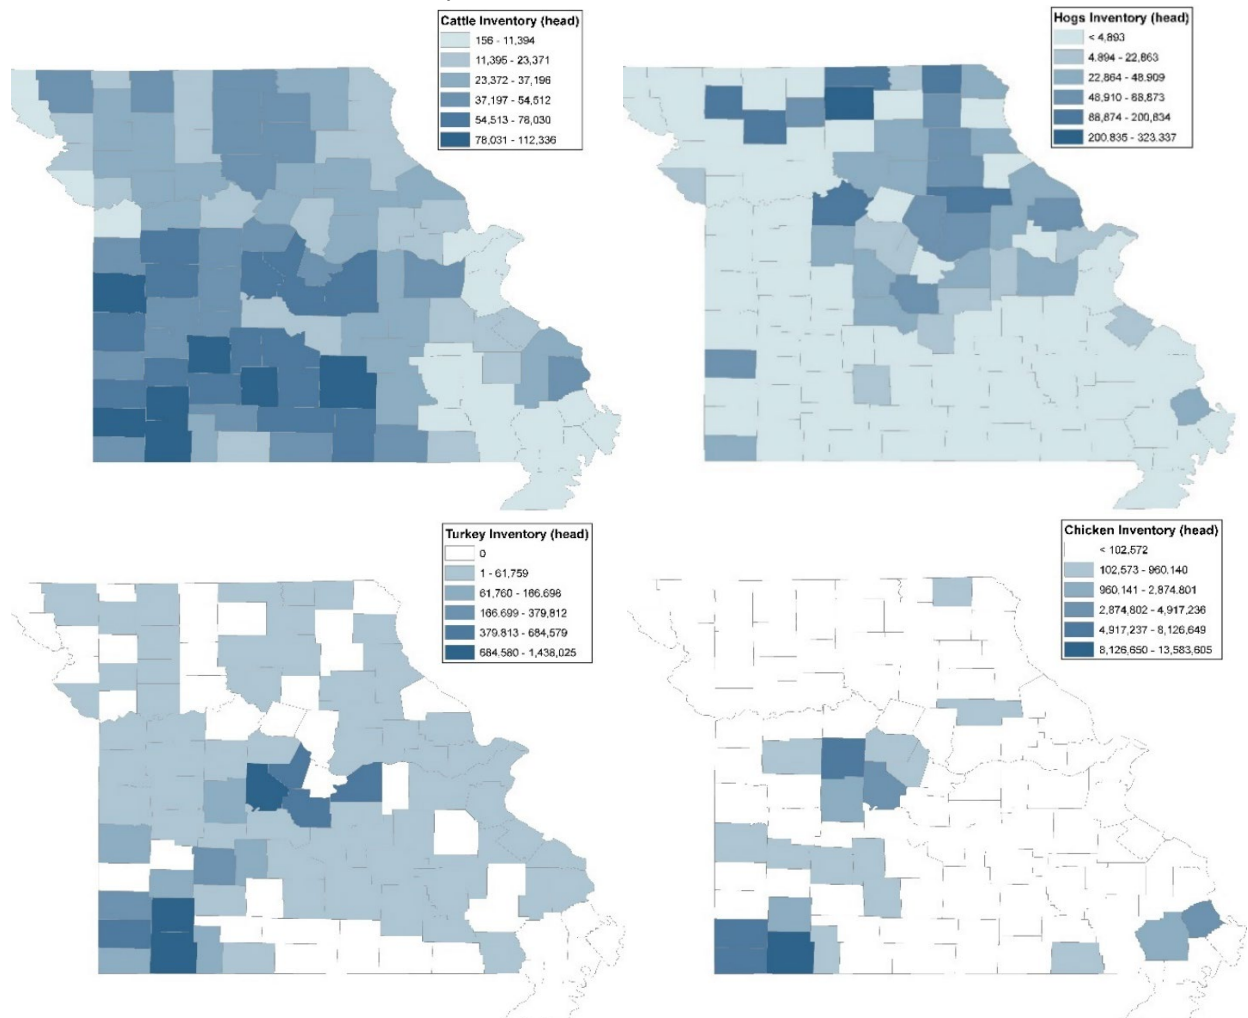 Cattle Inventory (head)
156 - 11,394
11,395 - 23,371
23,372 - 37,196
37,197 - 54,512
54,513 - 78,030
78,031 - 112,336
Hogs Inventory (head)
< 4,893
4,894 - 22,863
22,864 - 48,909
48,910 - 68,873
68,874 - 200,834
200,835 - 323,337
Turkey Inventory (head)
0
1 - 61,759
61,760 - 166,698
166,699 - 379,812
379,813 - 684,579
684,580 - 1,438,025
Chicken Inventory (head)
< 102,572
102,573 - 960,140
960,141 - 2,874,801
2,874,802 - 4,917,236
4,917,237 - 8,126,649
8,126,650 - 13,583,605